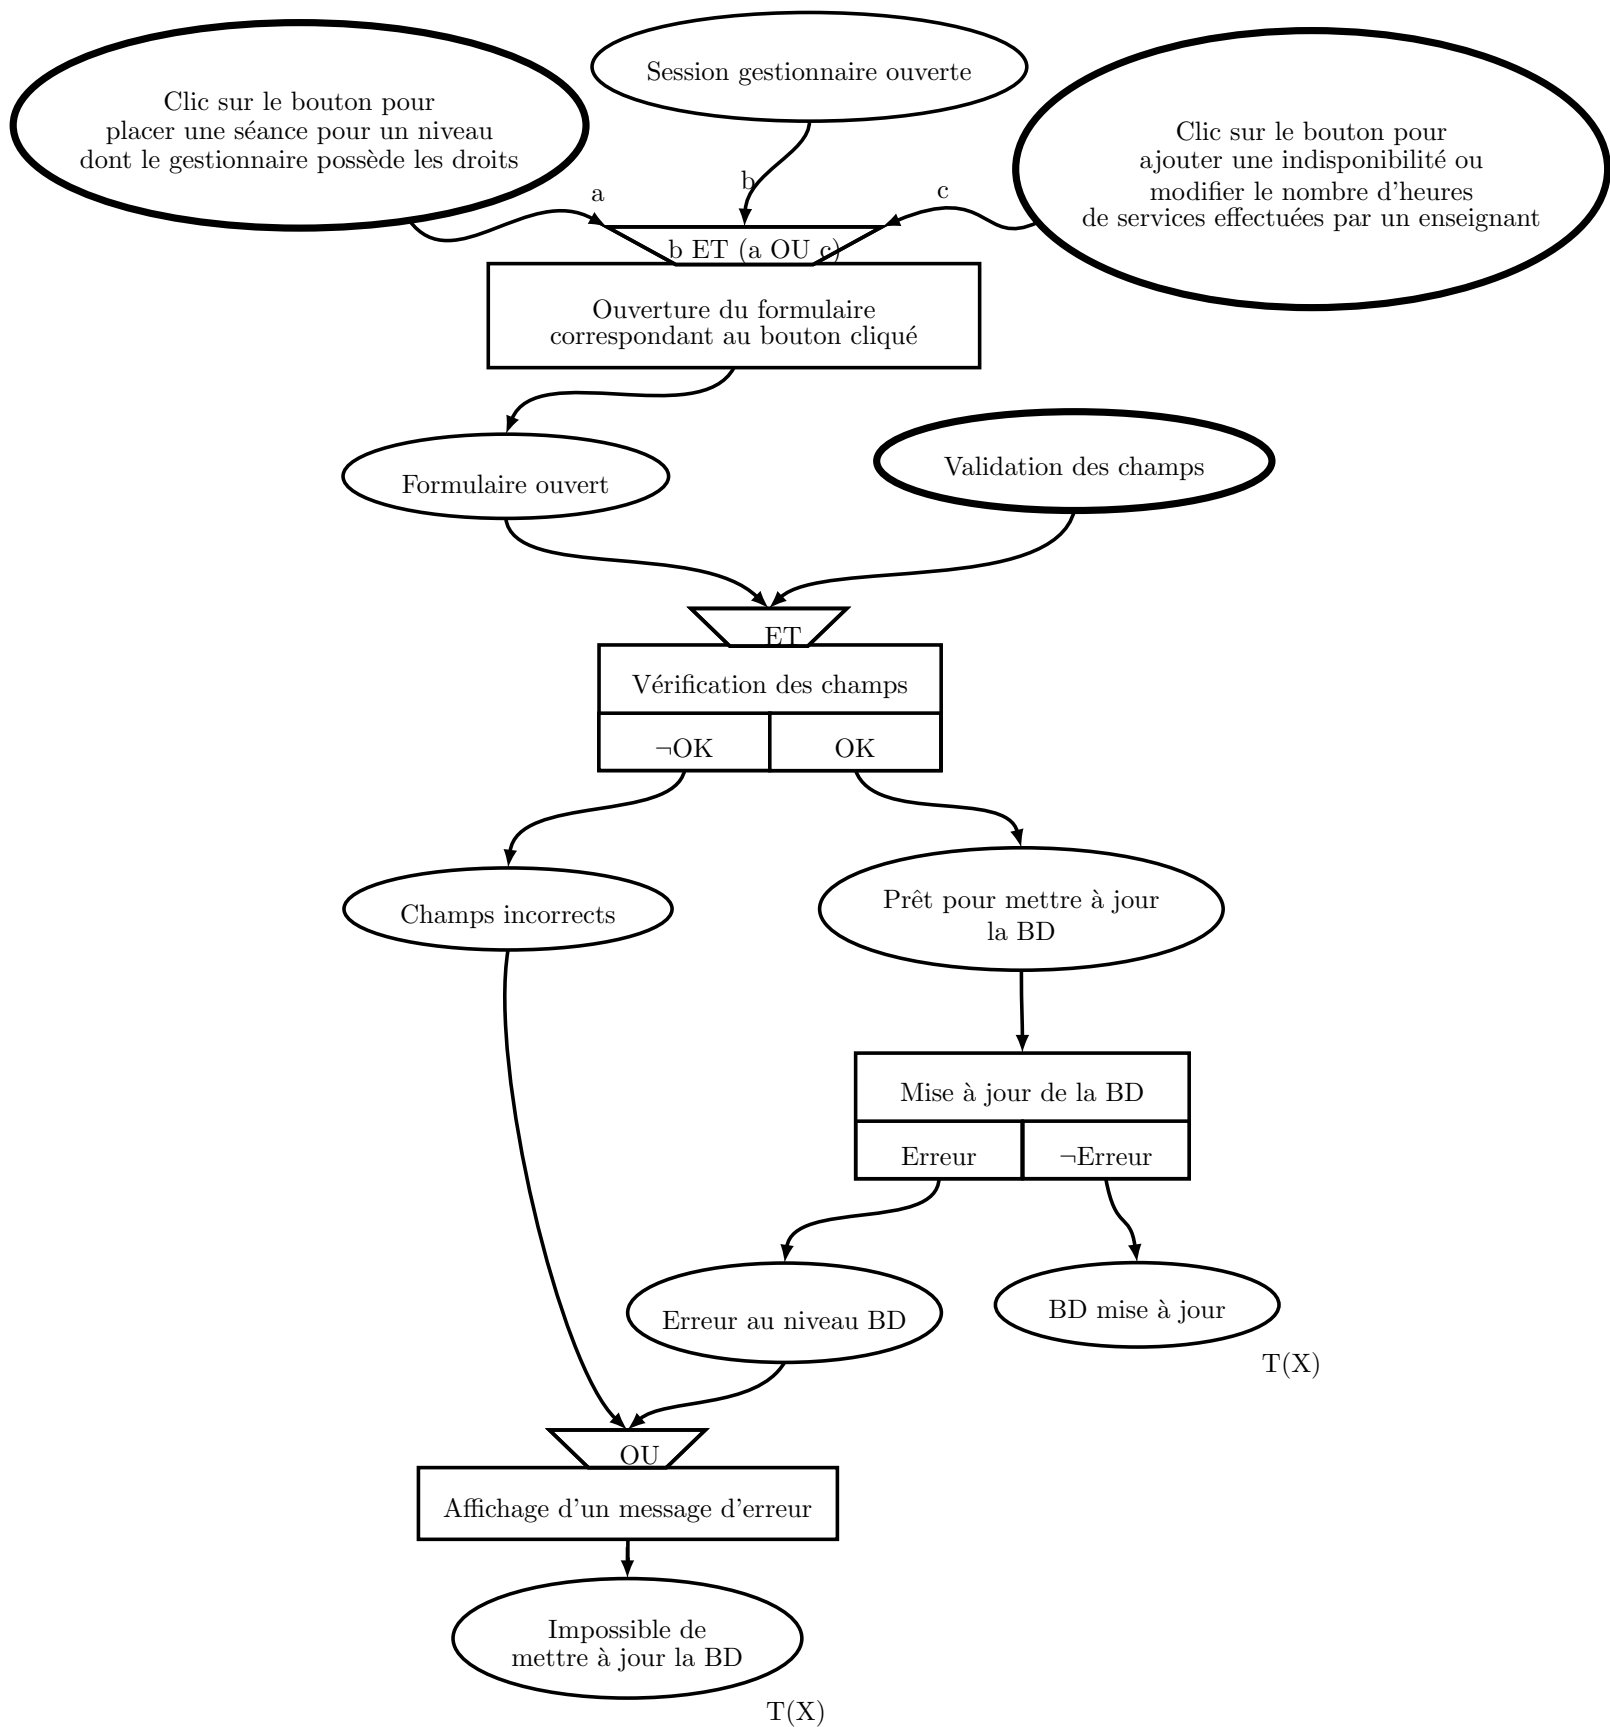 Session gestionnaire ouverte
Clic sur le bouton pour
placer une séance pour un niveau
dont le gestionnaire possède les droits
Clic sur le bouton pour
ajouter une indisponibilité ou
modifier le nombre d'heures
de services effectuées par un enseignant
a
b
c
b ET (a OU c)
Ouverture du formulaire
correspondant au bouton cliqué
Formulaire ouvert
Validation des champs
ET
Vérification des champs
¬OK
OK
Champs incorrects
Prêt pour mettre à jour
la BD
Mise à jour de la BD
Erreur
¬Erreur
Erreur au niveau BD
BD mise à jour
T(X)
OU
Affichage d'un message d'erreur
Impossible de
mettre à jour la BD
T(X)